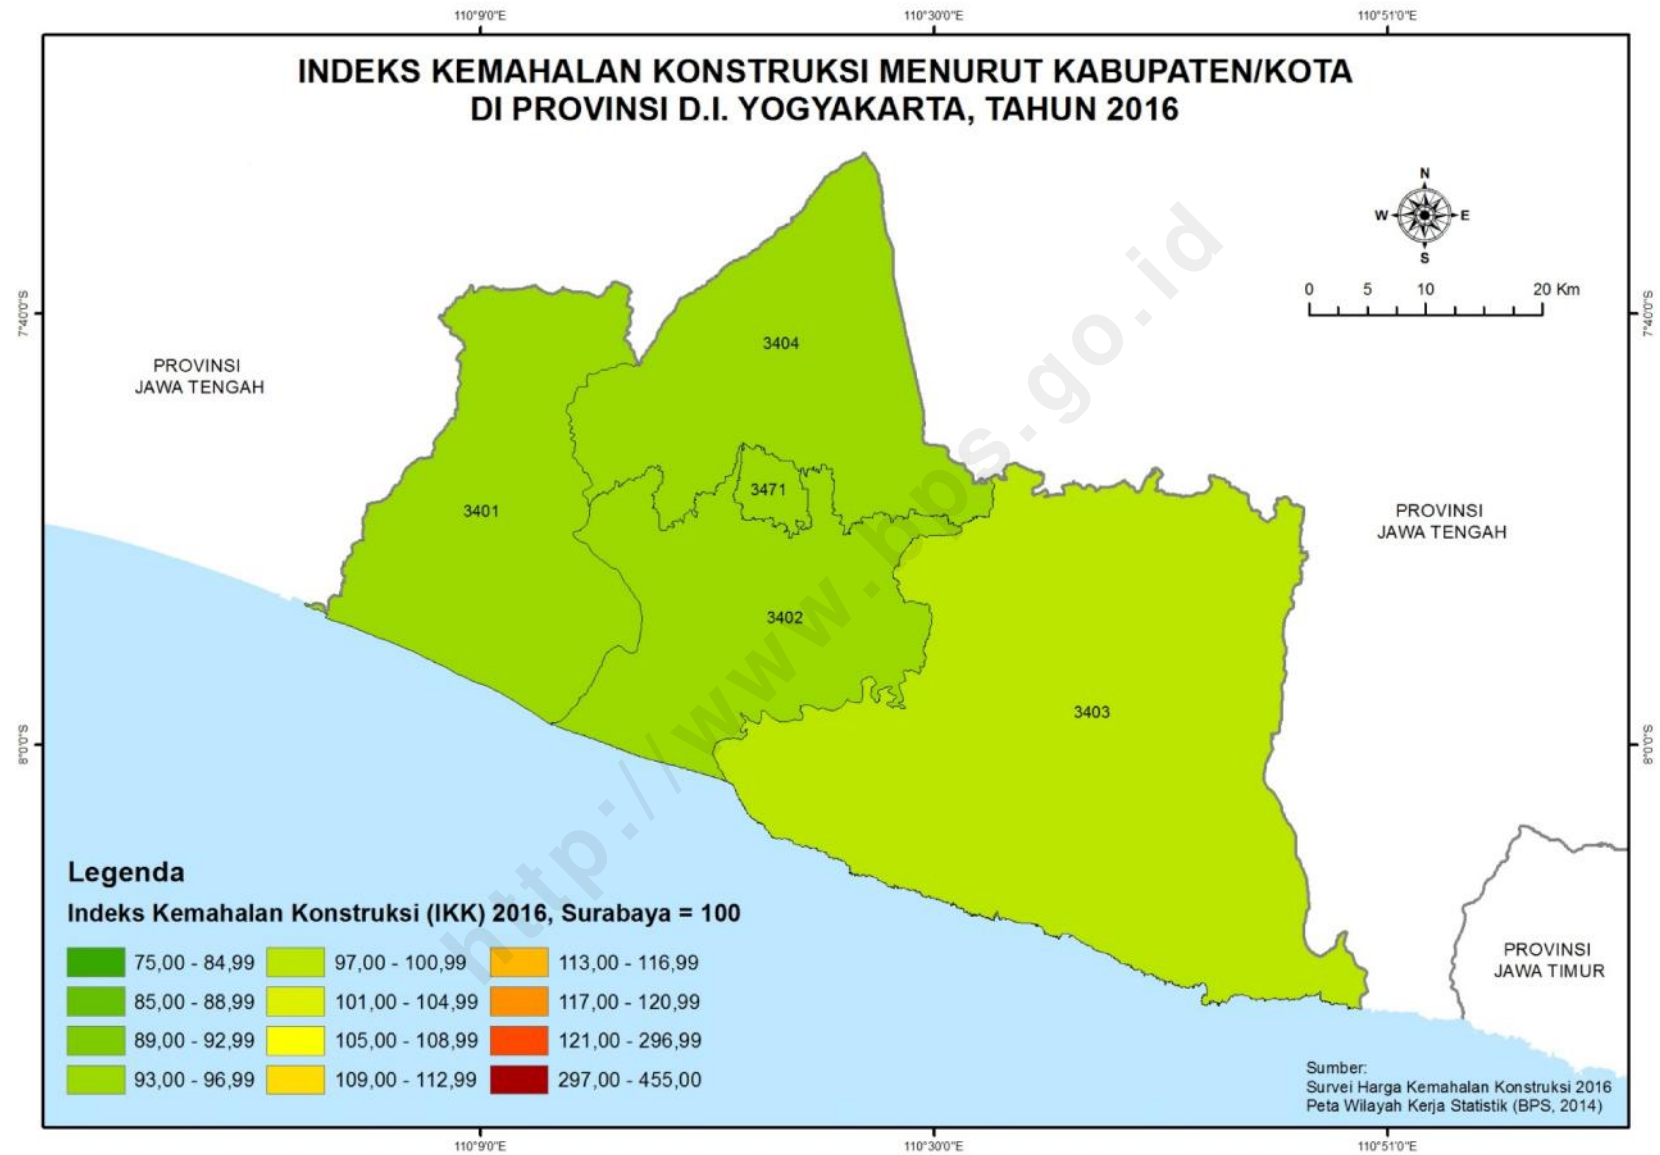 110°9'0"E
110°30'0"E
110°51'0"E
INDEKS KEMAHALAN KONSTRUKSI MENURUT KABUPATEN/KOTA
DI PROVINSI D.I. YOGYAKARTA, TAHUN 2016
N
W
E
S
0 5 10 20 Km
7°40'0"S
7°40'0"S
3404
PROVINSI
JAWA TENGAH
3471
3401
PROVINSI
JAWA TENGAH
3402
3403
8°0'0"S
8°0'0"S
http://www.bps.go.id
Legenda
Indeks Kemahalan Konstruksi (IKK) 2016, Surabaya = 100
75,00 - 84,99
97,00 - 100,99
113,00 - 116,99
85,00 - 88,99
101,00 - 104,99
117,00 - 120,99
89,00 - 92,99
105,00 - 108,99
121,00 - 296,99
93,00 - 96,99
109,00 - 112,99
297,00 - 455,00
PROVINSI
JAWA TIMUR
Sumber:
Survei Harga Kemahalan Konstruksi 2016
Peta Wilayah Kerja Statistik (BPS, 2014)
110°9'0"E
110°30'0"E
110°51'0"E